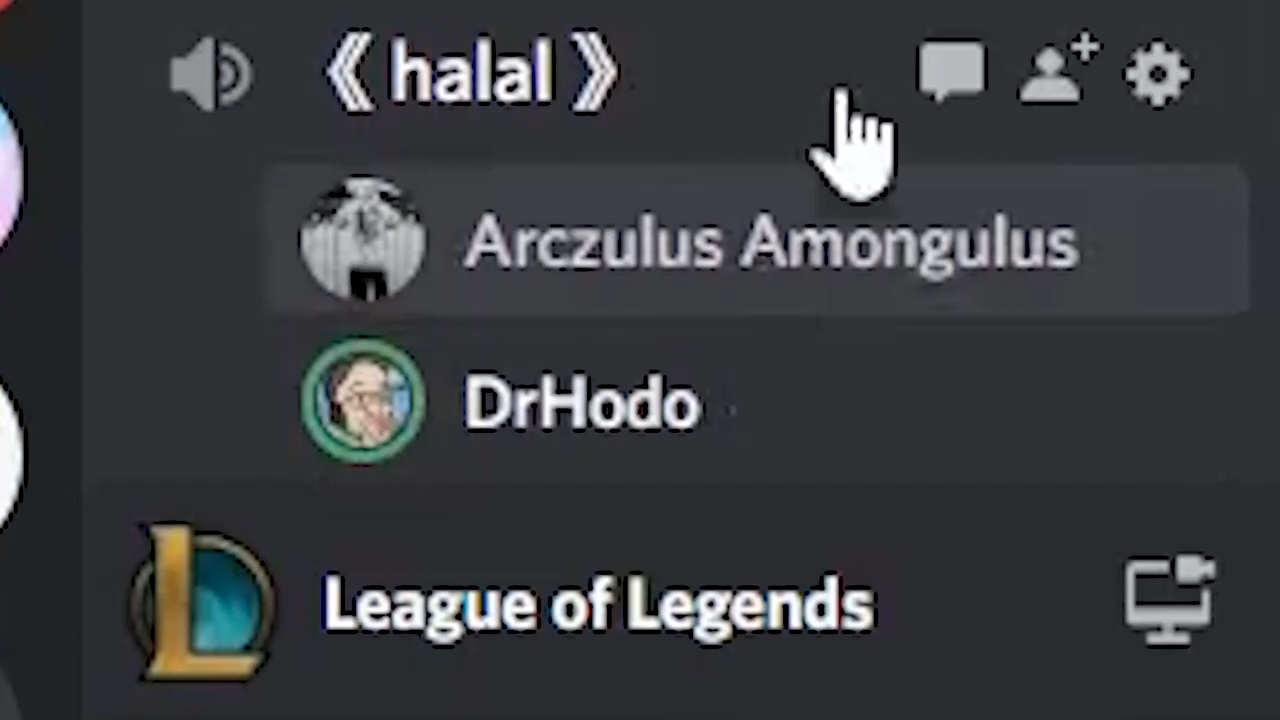 《 halal 》
Arczulus Amongulus
DrHodo
League of Legends